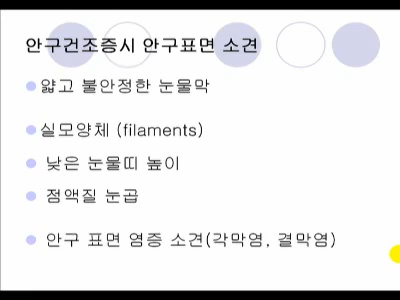 안구건조증시 안구표면 소견
얇고 불안정한 눈물막
실모양체 (filaments)
낮은 눈물띠 높이
점액질 눈곱
안구 표면 염증 소견(각막염, 결막염)